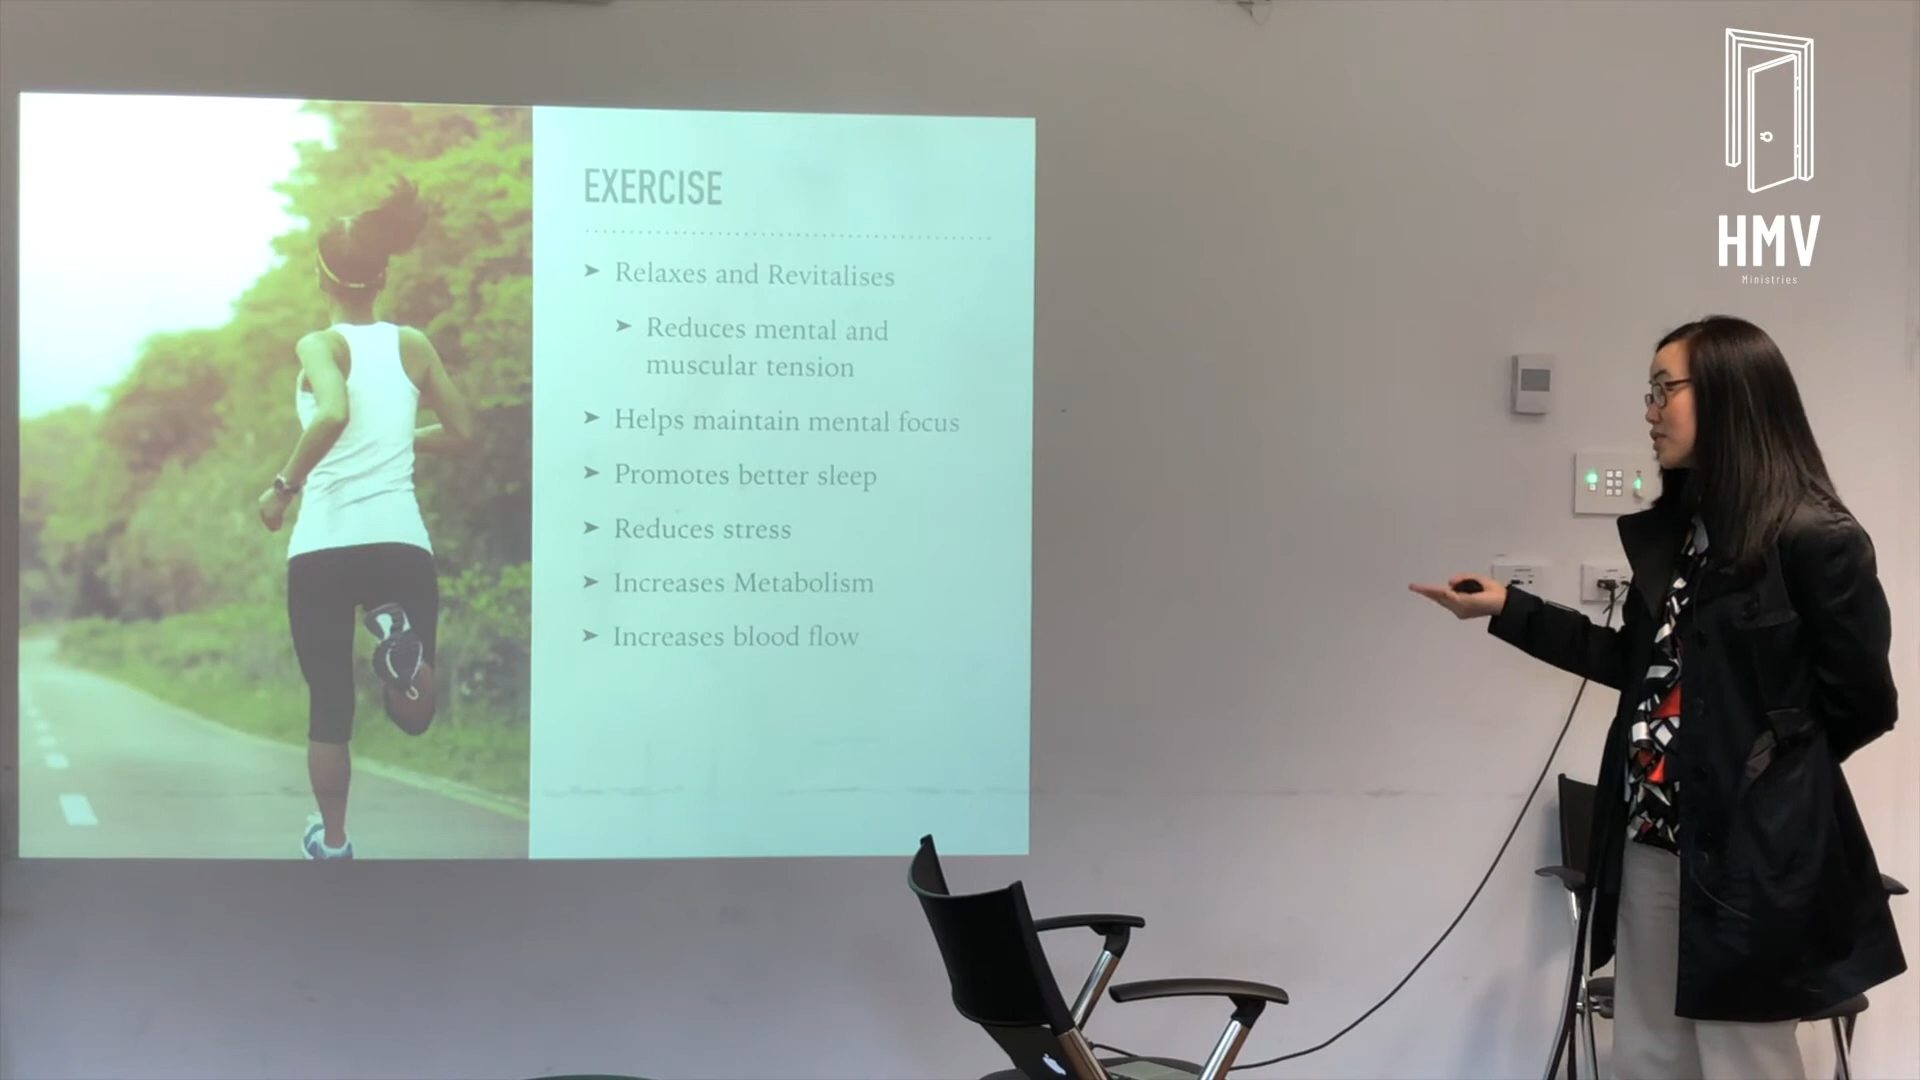 HMV
Ministries
EXERCISE
➤ Relaxes and Revitalises
➤ Reduces mental and
muscular tension
➤ Helps maintain mental focus
➤ Promotes better sleep
➤ Reduces stress
➤ Increases Metabolism
➤ Increases blood flow